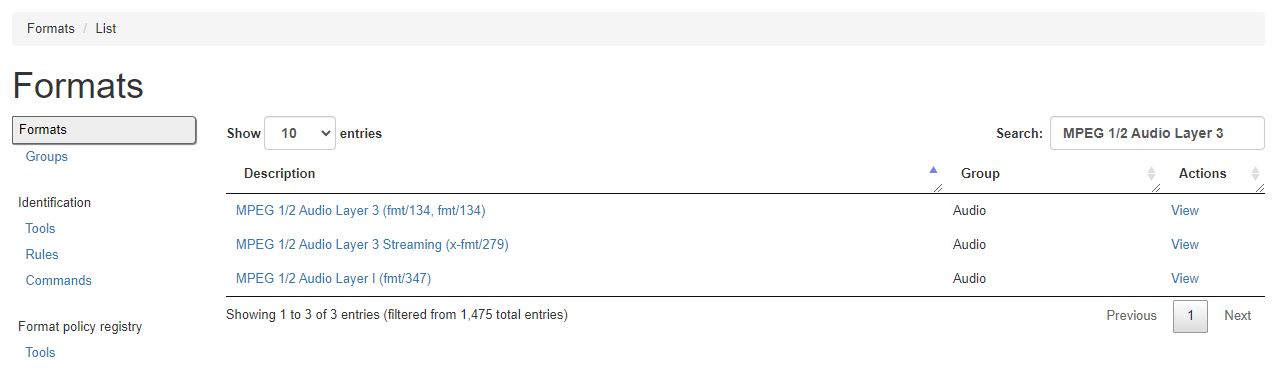 Formats / List
Formats
Formats
Groups
Identification
Tools
Rules
Commands
Format policy registry
Tools
Show 10 entries
Search: MPEG 1/2 Audio Layer 3
Description Group Actions
MPEG 1/2 Audio Layer 3 (fmt/134, fmt/134) Audio View
MPEG 1/2 Audio Layer 3 Streaming (x-fmt/279) Audio View
MPEG 1/2 Audio Layer I (fmt/347) Audio View
Showing 1 to 3 of 3 entries (filtered from 1,475 total entries)
Previous 1 Next